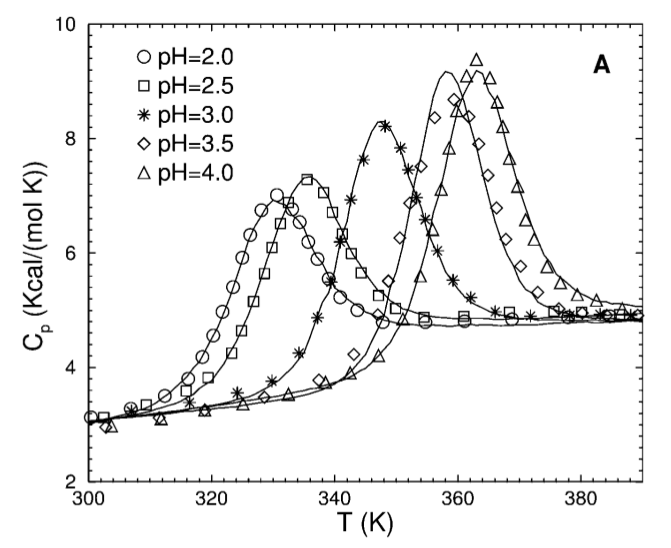 10
8
6
4
2
C_p (Kcal/(mol K))
pH=2.0
pH=2.5
pH=3.0
pH=3.5
pH=4.0
A
300 320 340 360 380
T (K)